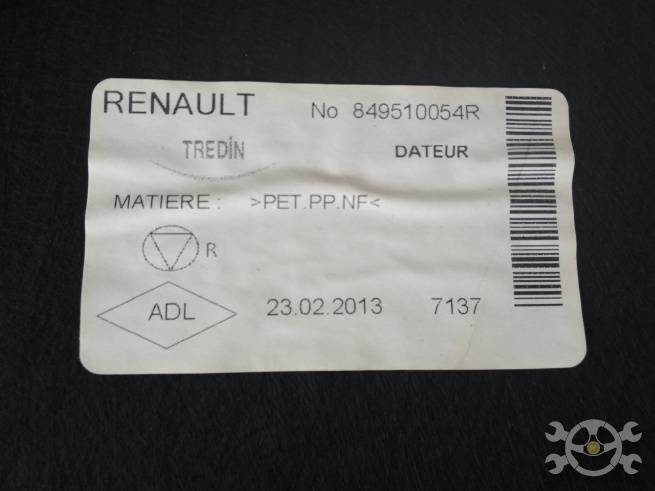 RENAULT No 849510054R
TREDİN DATEUR
MATIERE : >PET.PP.NF<
R
ADL 23.02.2013 7137